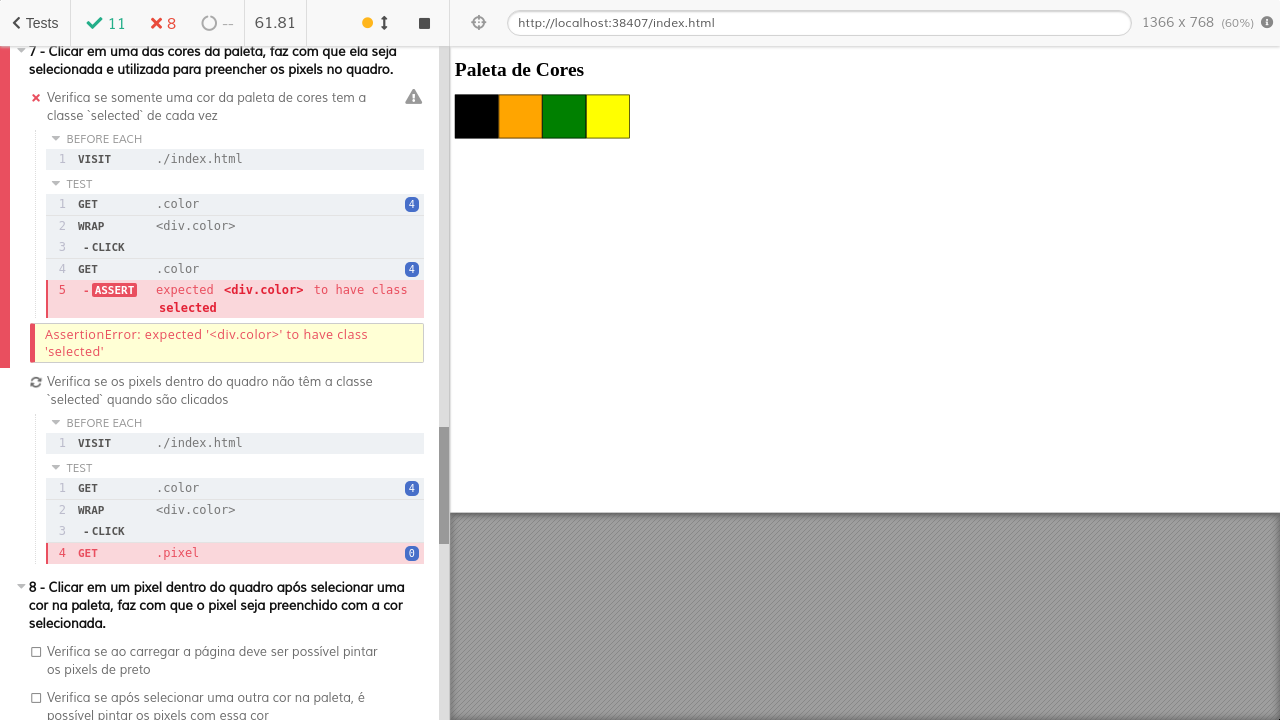 Tests
11
8
--
61.81
http://localhost:38407/index.html
1366 x 768 (60%)
7 - Clicar em uma das cores da paleta, faz com que ela seja
selecionada e utilizada para preencher os pixels no quadro.
Verifica se somente uma cor da paleta de cores tem a
classe `selected` de cada vez
BEFORE EACH
1 VISIT ./index.html
TEST
1 GET .color 4
2 WRAP <div.color>
3 -CLICK
4 GET .color 4
5 -ASSERT expected <div.color> to have class
selected
AssertionError: expected '<div.color>' to have class
'selected'
Verifica se os pixels dentro do quadro não têm a classe
`selected` quando são clicados
BEFORE EACH
1 VISIT ./index.html
TEST
1 GET .color 4
2 WRAP <div.color>
3 -CLICK
4 GET .pixel 0
8 - Clicar em um pixel dentro do quadro após selecionar uma
cor na paleta, faz com que o pixel seja preenchido com a cor
selecionada.
Verifica se ao carregar a página deve ser possível pintar
os pixels de preto
Verifica se após selecionar uma outra cor na paleta, é
possível pintar os pixels com essa cor
Paleta de Cores